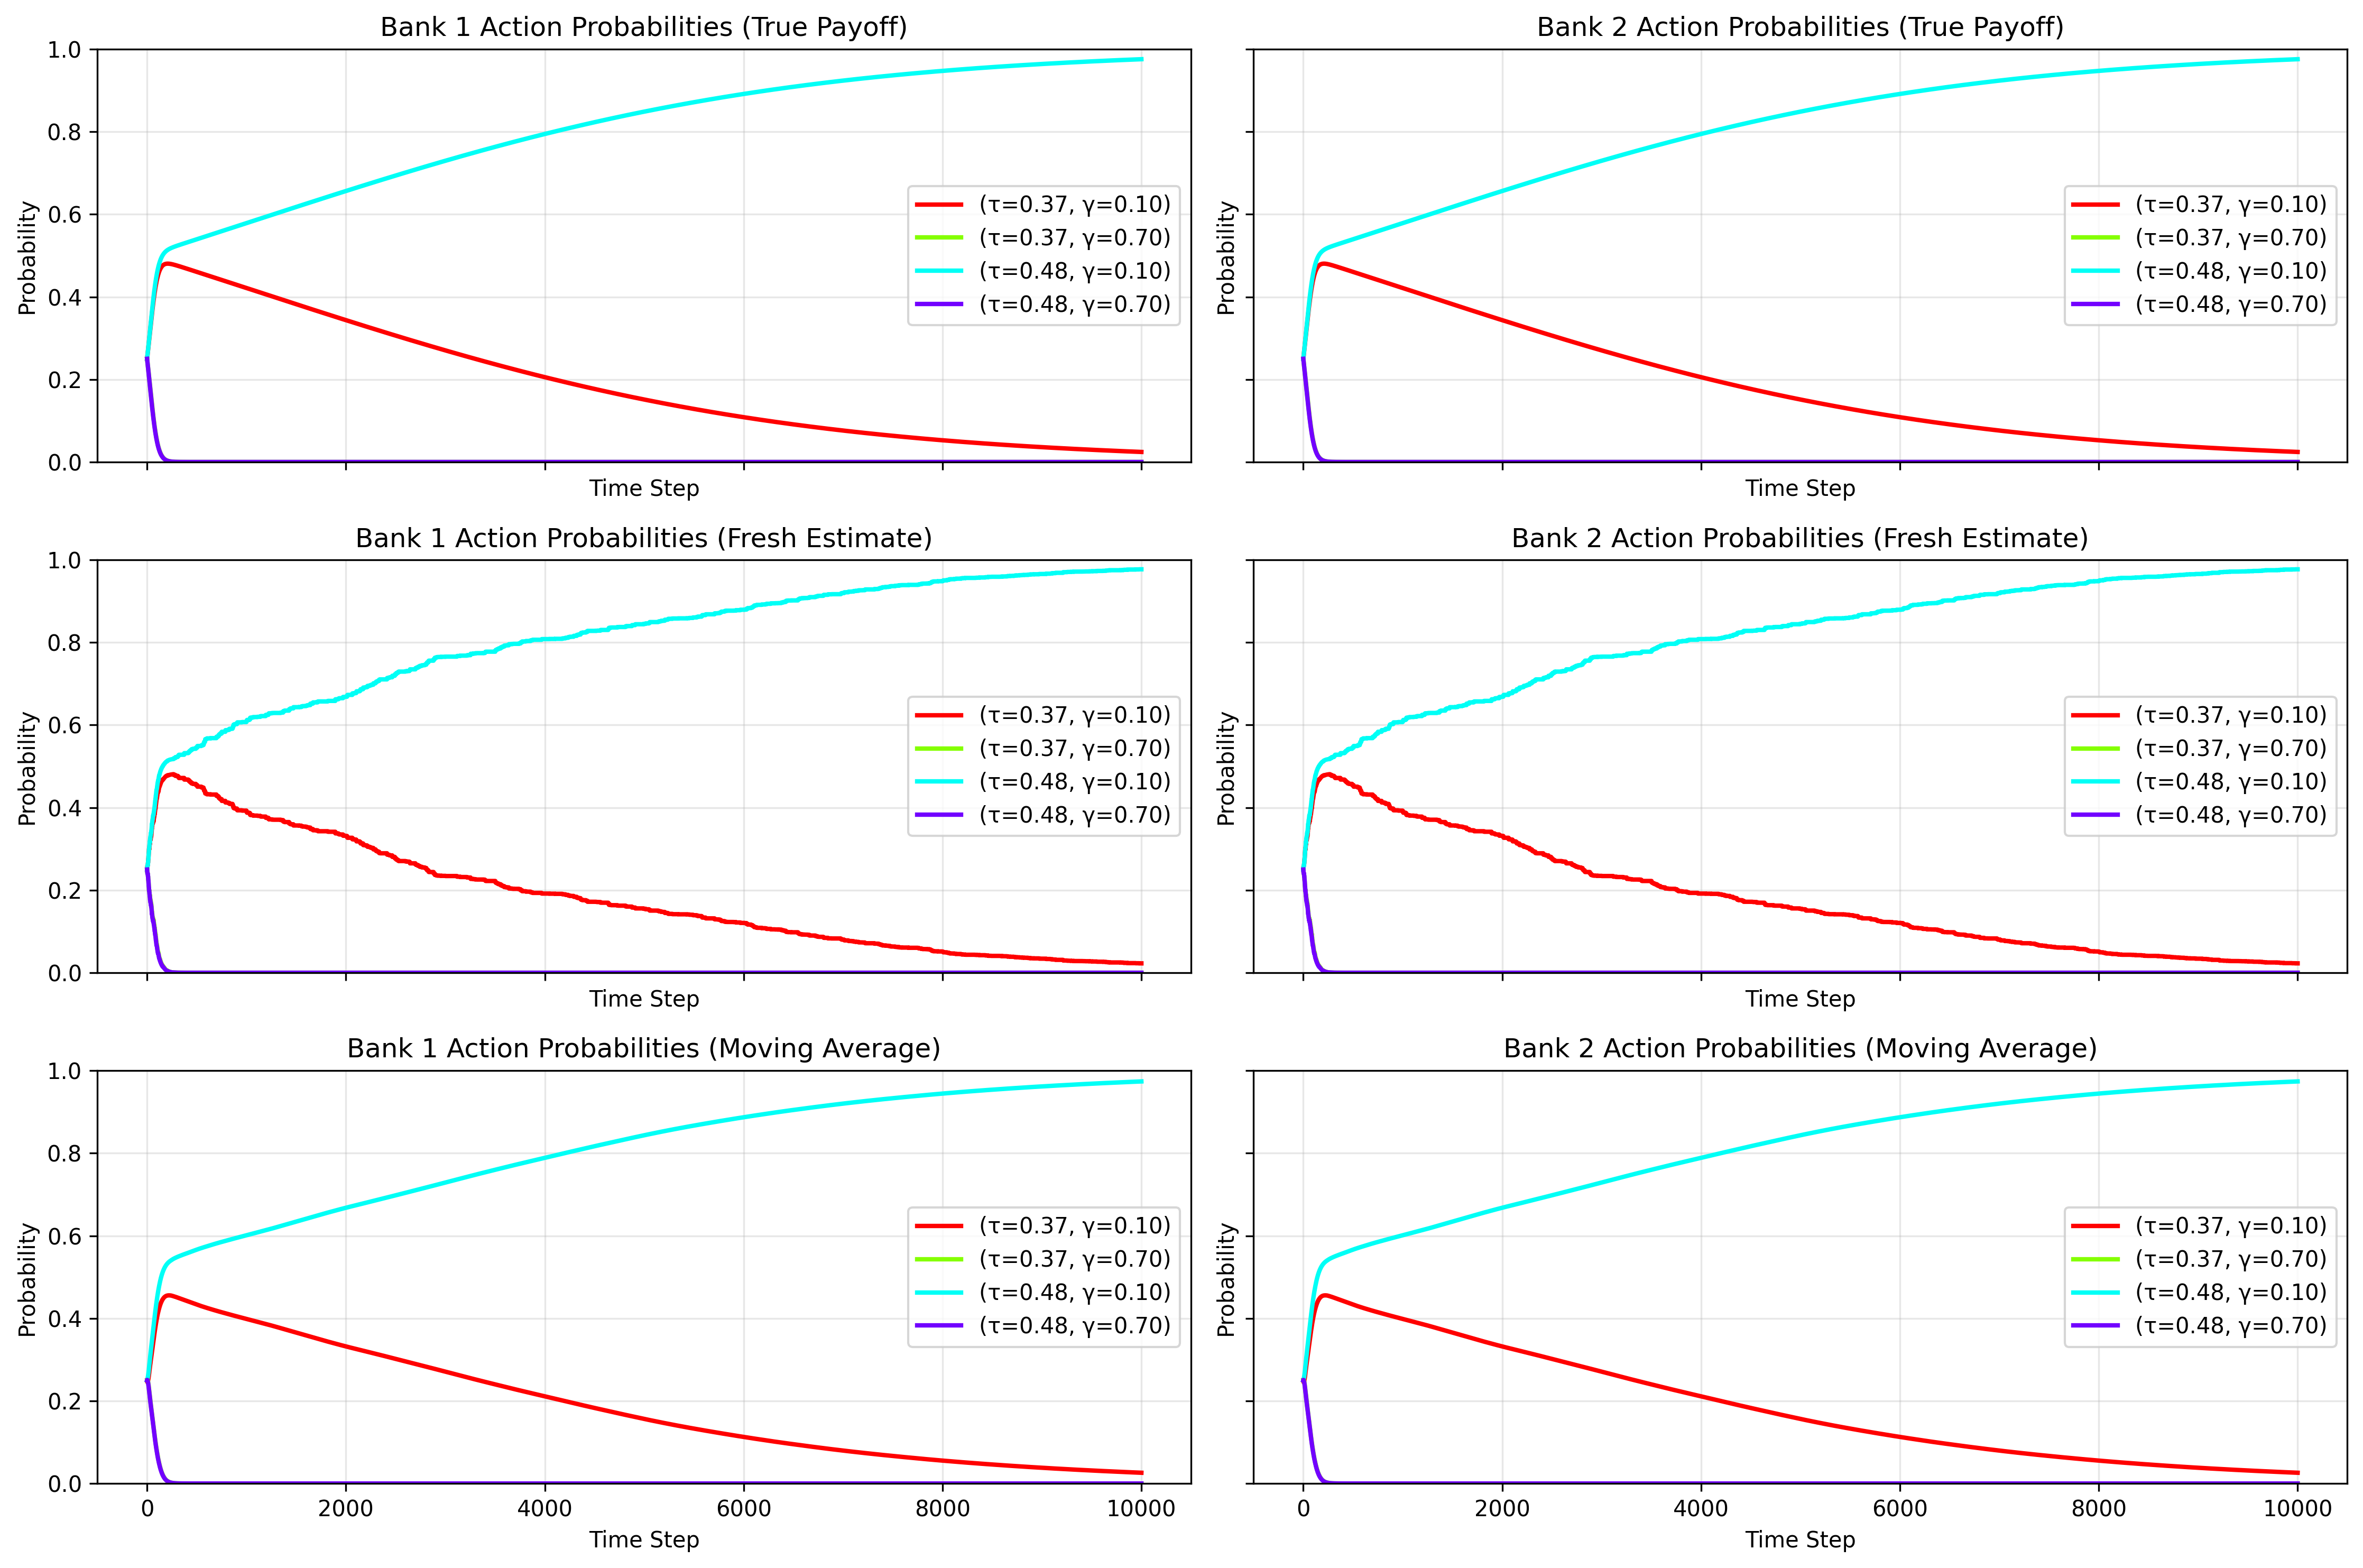 Bank 1 Action Probabilities (True Payoff)
1.0
0.8
0.6
0.4
0.2
0.0
Probability
Time Step
(τ=0.37, γ=0.10)
(τ=0.37, γ=0.70)
(τ=0.48, γ=0.10)
(τ=0.48, γ=0.70)
Bank 2 Action Probabilities (True Payoff)
Probability
Time Step
(τ=0.37, γ=0.10)
(τ=0.37, γ=0.70)
(τ=0.48, γ=0.10)
(τ=0.48, γ=0.70)
Bank 1 Action Probabilities (Fresh Estimate)
1.0
0.8
0.6
0.4
0.2
0.0
Probability
Time Step
(τ=0.37, γ=0.10)
(τ=0.37, γ=0.70)
(τ=0.48, γ=0.10)
(τ=0.48, γ=0.70)
Bank 2 Action Probabilities (Fresh Estimate)
Probability
Time Step
(τ=0.37, γ=0.10)
(τ=0.37, γ=0.70)
(τ=0.48, γ=0.10)
(τ=0.48, γ=0.70)
Bank 1 Action Probabilities (Moving Average)
1.0
0.8
0.6
0.4
0.2
0.0
Probability
0 2000 4000 6000 8000 10000
Time Step
(τ=0.37, γ=0.10)
(τ=0.37, γ=0.70)
(τ=0.48, γ=0.10)
(τ=0.48, γ=0.70)
Bank 2 Action Probabilities (Moving Average)
Probability
0 2000 4000 6000 8000 10000
Time Step
(τ=0.37, γ=0.10)
(τ=0.37, γ=0.70)
(τ=0.48, γ=0.10)
(τ=0.48, γ=0.70)